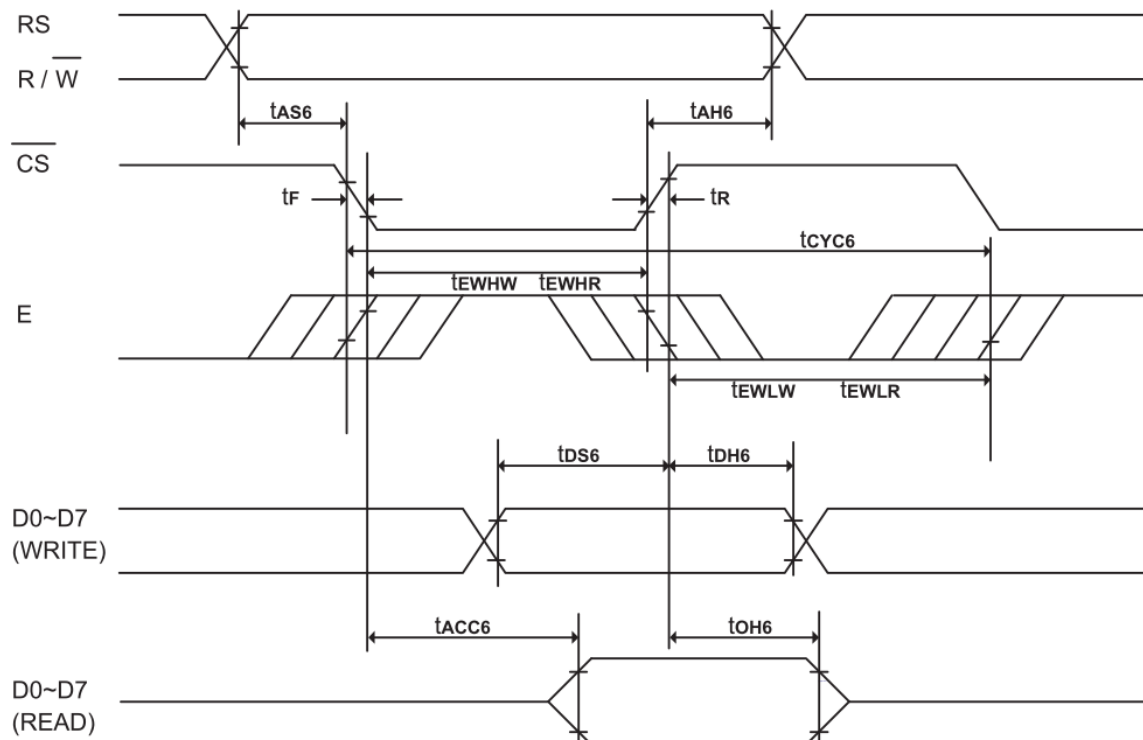 RS
R / W̅
tAS6
tAH6
C̅S̅
tF
tR
tCYC6
tEWHW tEWHR
E
tEWLW tEWLR
tDS6
tDH6
D0~D7
(WRITE)
tACC6
tOH6
D0~D7
(READ)